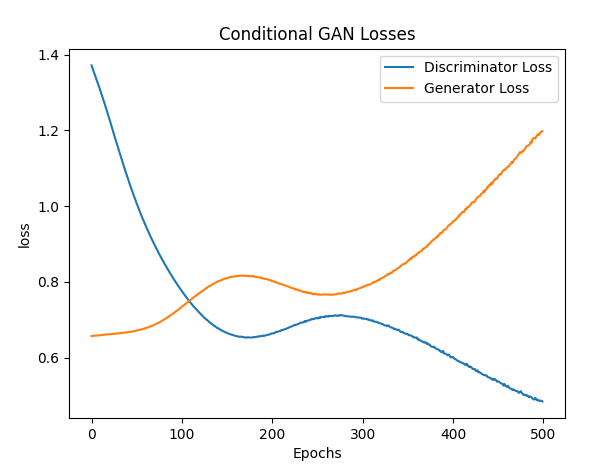 Conditional GAN Losses
Discriminator Loss
Generator Loss
1.4
1.2
1.0
0.8
0.6
loss
0 100 200 300 400 500
Epochs